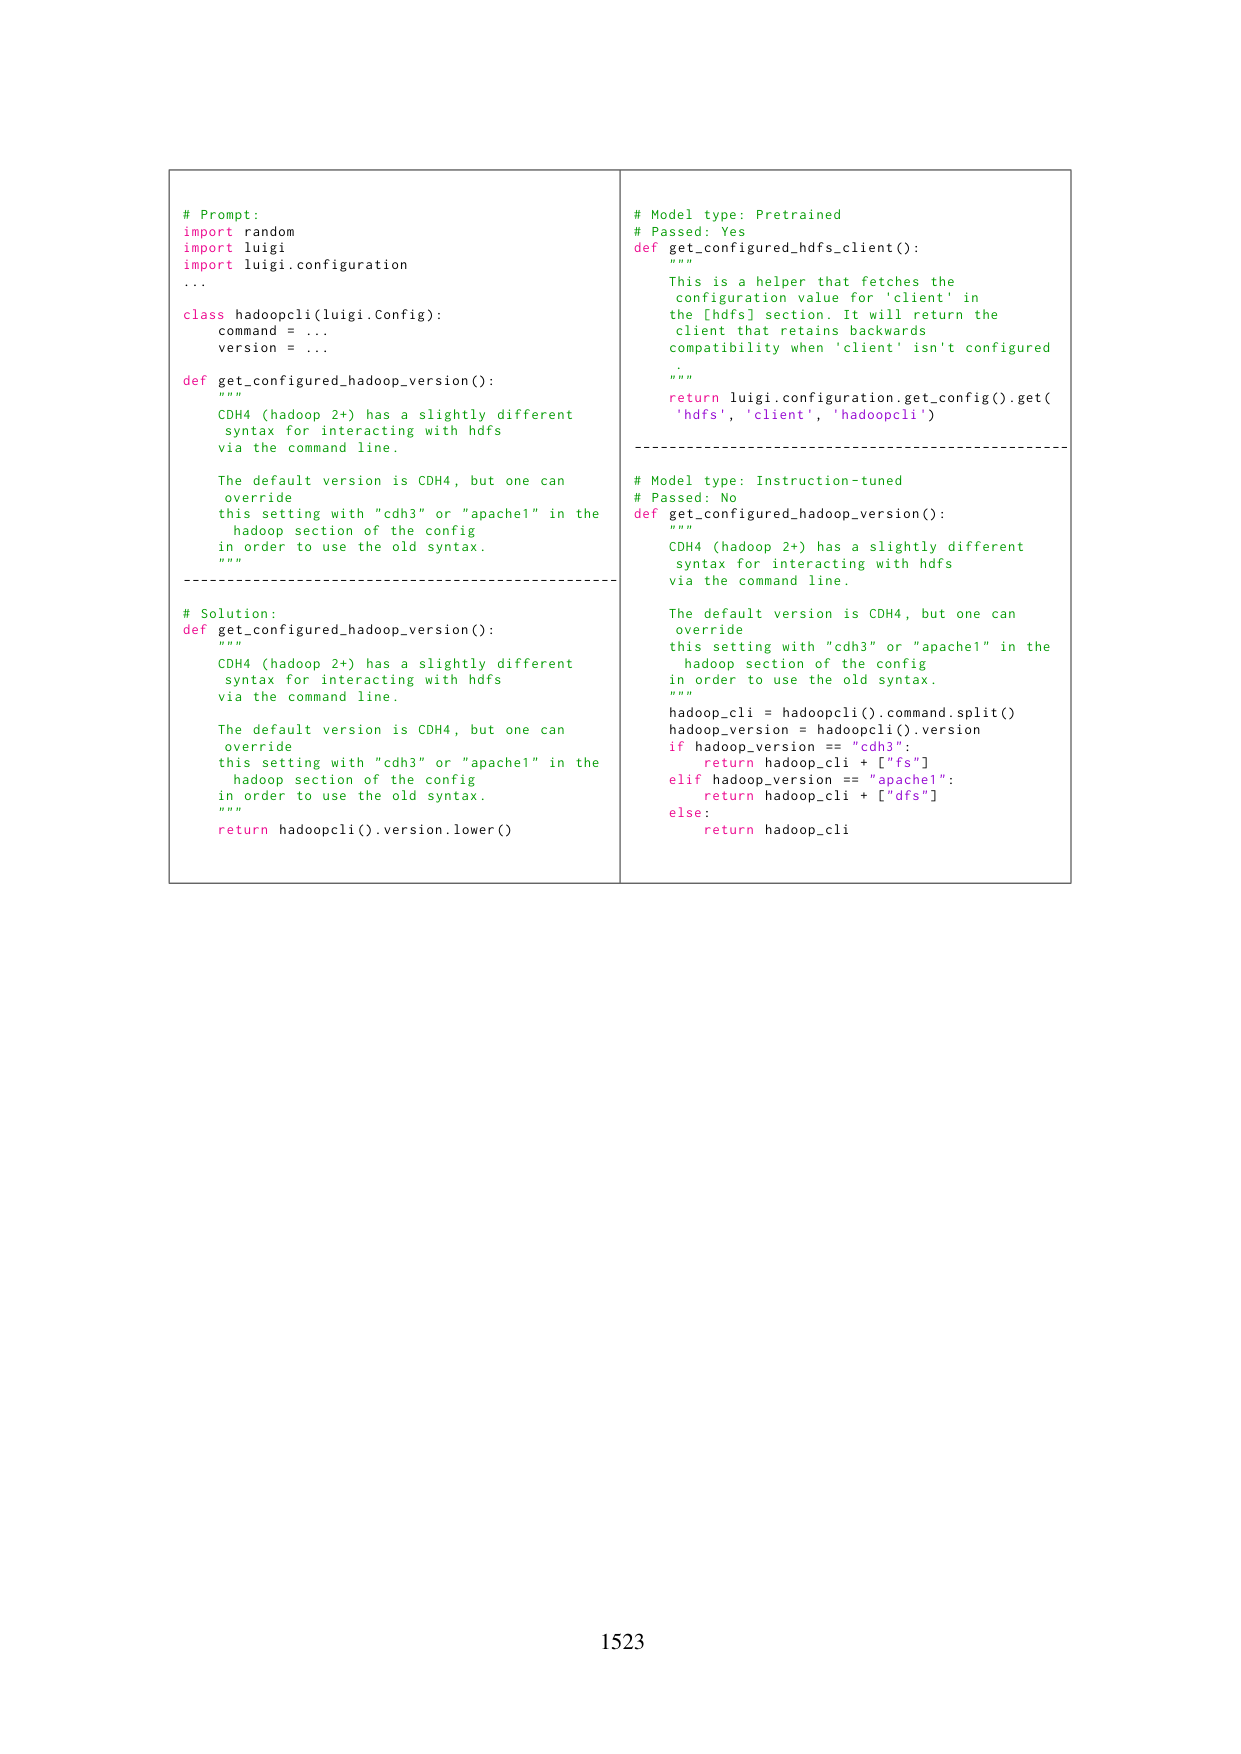 # Prompt:
import random
import luigi
import luigi.configuration
...

class hadoopcli(luigi.Config):
    command = ...
    version = ...

def get_configured_hadoop_version():
    """
    CDH4 (hadoop 2+) has a slightly different
    syntax for interacting with hdfs
    via the command line.

    The default version is CDH4, but one can
    override
    this setting with "cdh3" or "apache1" in the
     hadoop section of the config
    in order to use the old syntax.
    """
--------------------------------------------------

# Solution:
def get_configured_hadoop_version():
    """
    CDH4 (hadoop 2+) has a slightly different
    syntax for interacting with hdfs
    via the command line.

    The default version is CDH4, but one can
    override
    this setting with "cdh3" or "apache1" in the
     hadoop section of the config
    in order to use the old syntax.
    """
    return hadoopcli().version.lower()

# Model type: Pretrained
# Passed: Yes
def get_configured_hdfs_client():
    """
    This is a helper that fetches the
    configuration value for 'client' in
    the [hdfs] section. It will return the
    client that retains backwards
    compatibility when 'client' isn't configured
    .
    """
    return luigi.configuration.get_config().get(
    'hdfs', 'client', 'hadoopcli')

--------------------------------------------------

# Model type: Instruction-tuned
# Passed: No
def get_configured_hadoop_version():
    """
    CDH4 (hadoop 2+) has a slightly different
    syntax for interacting with hdfs
    via the command line.

    The default version is CDH4, but one can
    override
    this setting with "cdh3" or "apache1" in the
     hadoop section of the config
    in order to use the old syntax.
    """
    hadoop_cli = hadoopcli().command.split()
    hadoop_version = hadoopcli().version
    if hadoop_version == "cdh3":
        return hadoop_cli + ["fs"]
    elif hadoop_version == "apache1":
        return hadoop_cli + ["dfs"]
    else:
        return hadoop_cli

1523